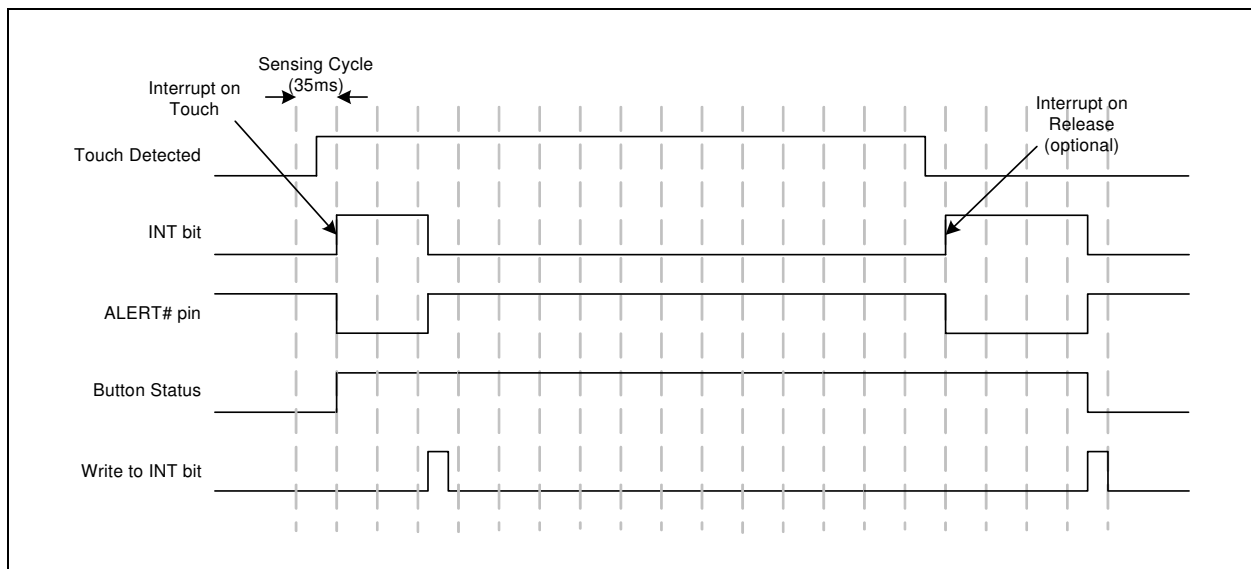 Sensing Cycle
(35ms)
Interrupt on
Touch
Interrupt on
Release
(optional)
Touch Detected
INT bit
ALERT# pin
Button Status
Write to INT bit